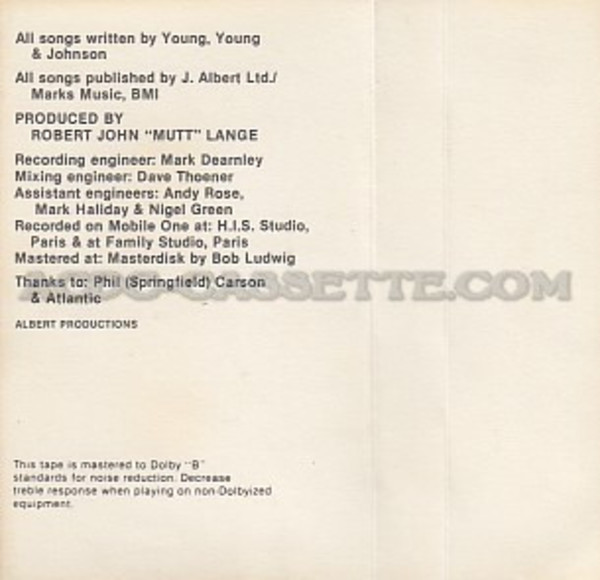 All songs written by Young, Young
& Johnson
All songs published by J. Albert Ltd./
Marks Music, BMI
PRODUCED BY
ROBERT JOHN "MUTT" LANGE
Recording engineer: Mark Dearnley
Mixing engineer: Dave Thoener
Assistant engineers: Andy Rose,
Mark Haliday & Nigel Green
Recorded on Mobile One at: H.I.S. Studio,
Paris & at Family Studio, Paris
Mastered at: Masterdisk by Bob Ludwig
ACDC-CASSETTE.COM
Thanks to: Phil (Springfield) Carson
& Atlantic
ALBERT PRODUCTIONS
This tape is mastered to Dolby "B"
standards for noise reduction. Decrease
treble response when playing on non-Dolbyized
equipment.